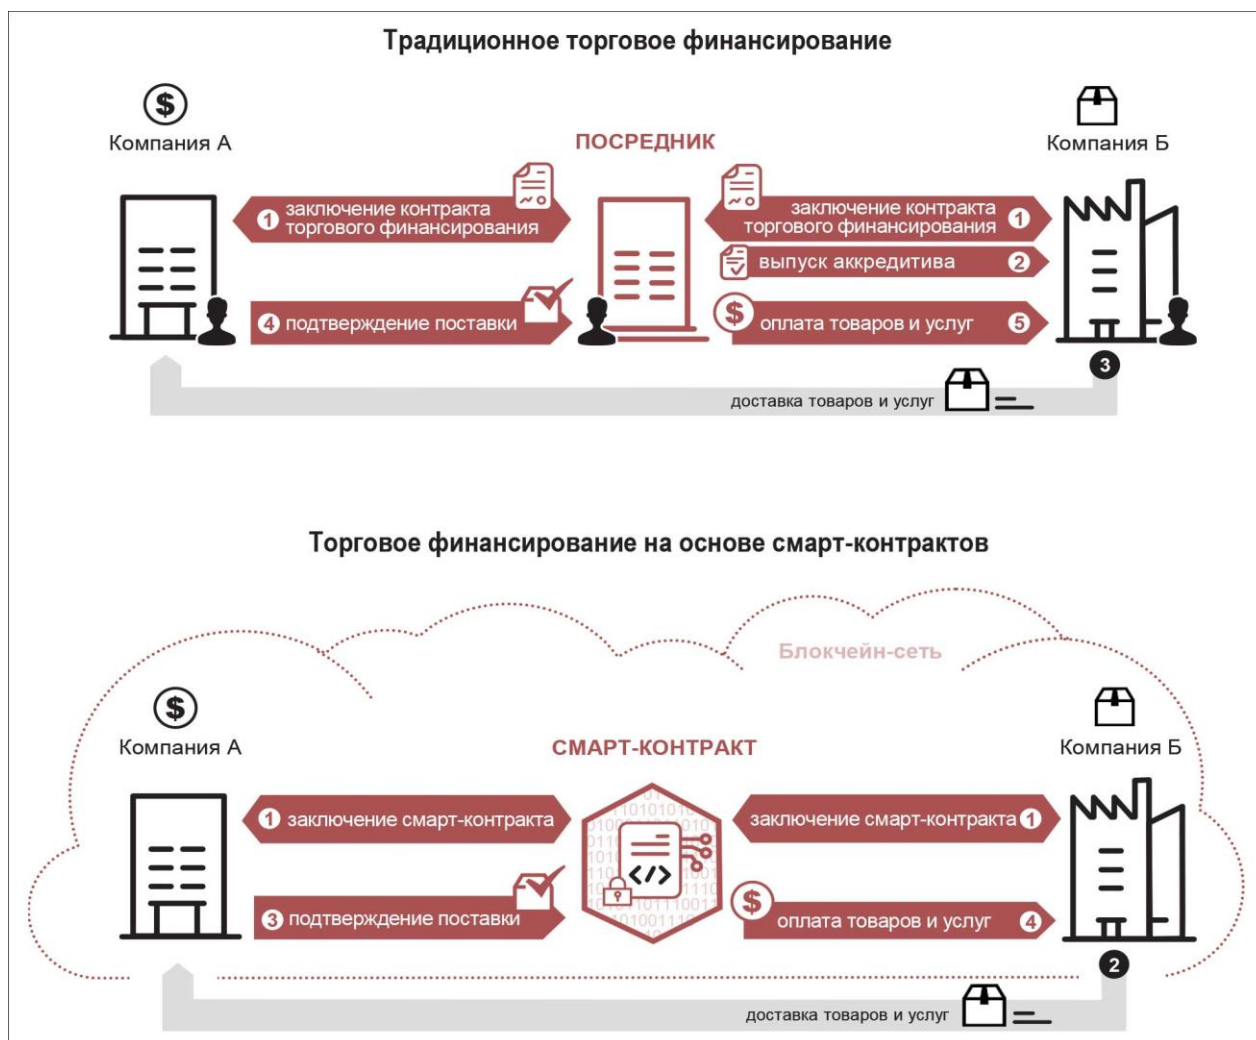 Традиционное торговое финансирование
$
Компания А
ПОСРЕДНИК
Компания Б
1 заключение контракта
торгового финансирования
заключение контракта
торгового финансирования 1
выпуск аккредитива 2
4 подтверждение поставки
$ оплата товаров и услуг 5
3
доставка товаров и услуг
Торговое финансирование на основе смарт-контрактов
Блокчейн-сеть
$
Компания А
СМАРТ-КОНТРАКТ
Компания Б
1 заключение смарт-контракта
заключение смарт-контракта 1
</>
3 подтверждение поставки
$ оплата товаров и услуг 4
2
доставка товаров и услуг